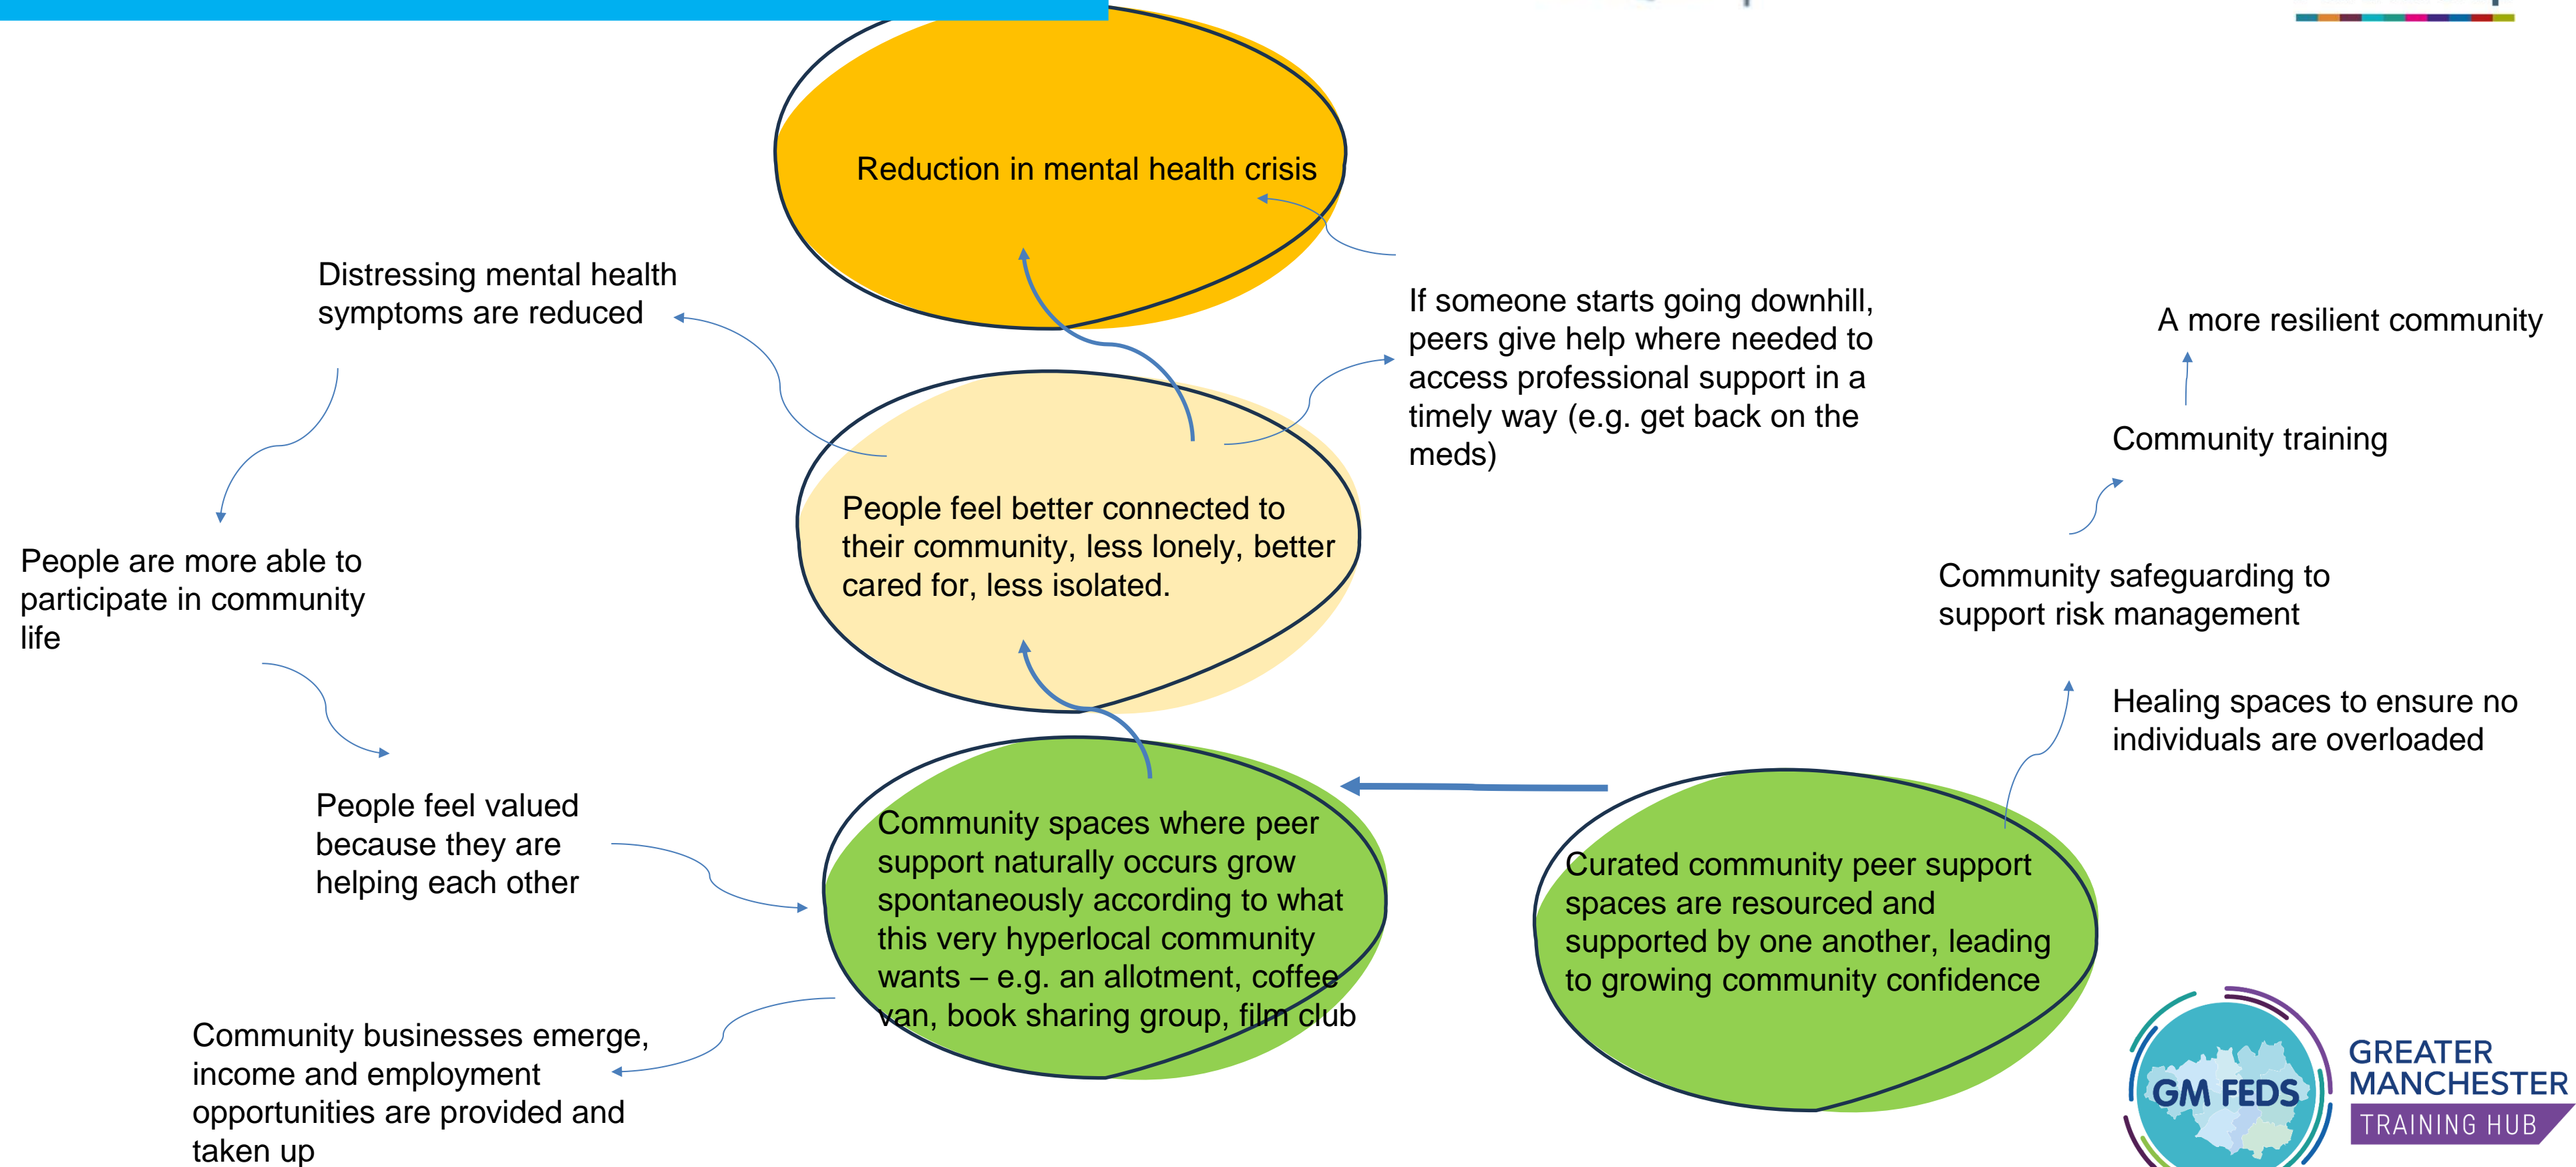 Reduction in mental health crisis
Distressing mental health
symptoms are reduced
If someone starts going downhill,
peers give help where needed to
access professional support in a
timely way (e.g. get back on the
meds)
A more resilient community
Community training
People feel better connected to
their community, less lonely, better
cared for, less isolated.
People are more able to
participate in community
life
Community safeguarding to
support risk management
Healing spaces to ensure no
individuals are overloaded
People feel valued
because they are
helping each other
Community spaces where peer
support naturally occurs grow
spontaneously according to what
this very hyperlocal community
wants – e.g. an allotment, coffee
van, book sharing group, film club
Curated community peer support
spaces are resourced and
supported by one another, leading
to growing community confidence
Community businesses emerge,
income and employment
opportunities are provided and
taken up
GM FEDS
GREATER
MANCHESTER
TRAINING HUB